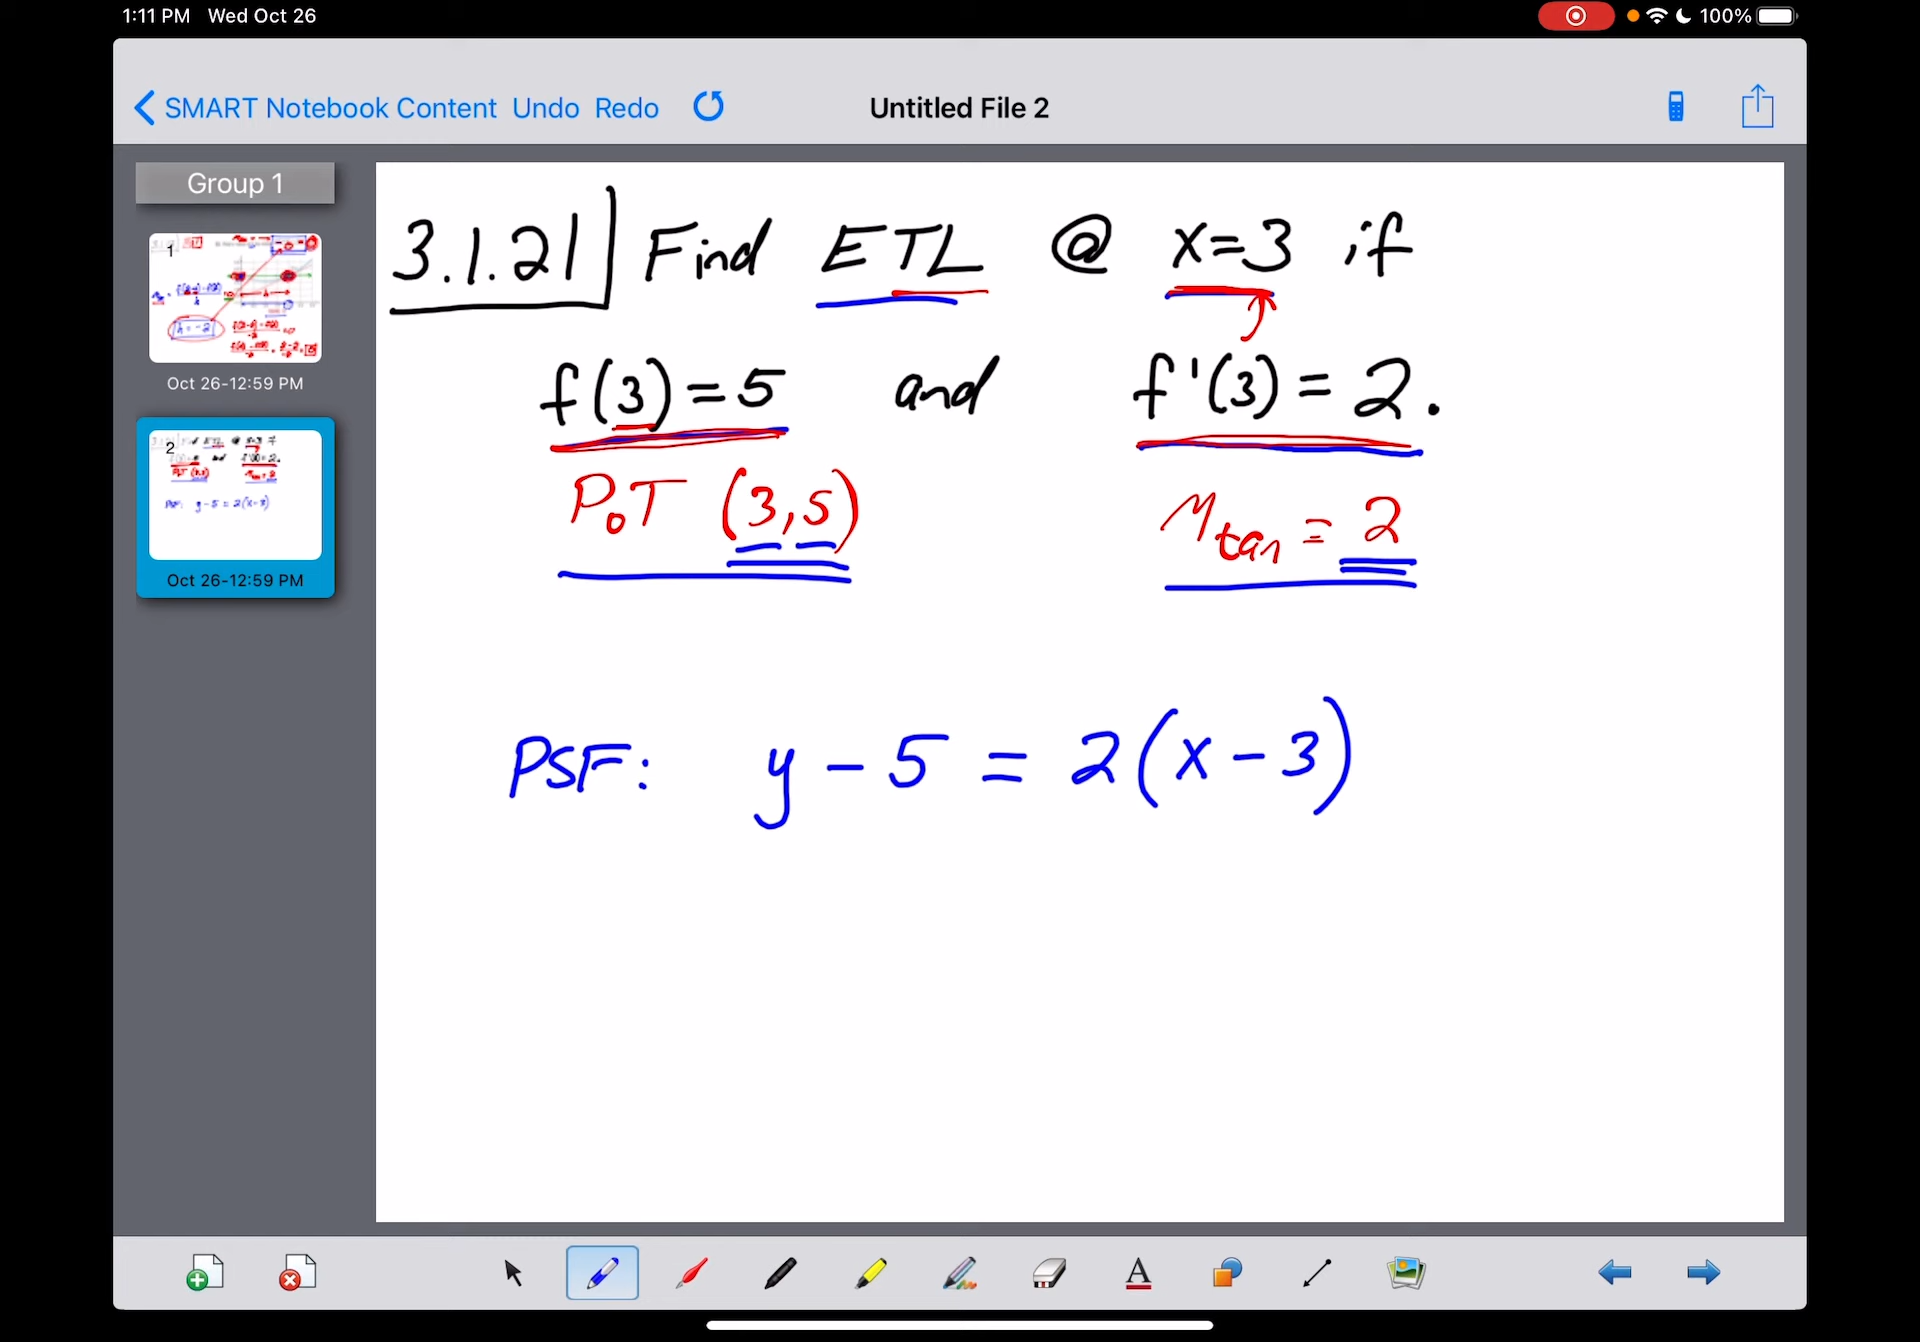 1:11 PM Wed Oct 26
100%
SMART Notebook Content Undo Redo
Untitled File 2
Group 1
1
Oct 26-12:59 PM
2
Oct 26-12:59 PM
3.1.21 Find ETL @ x=3 if
f(3)=5 and f'(3)=2.
PoT (3,5) Mtan = 2
PSF: y-5 = 2(x-3)
A